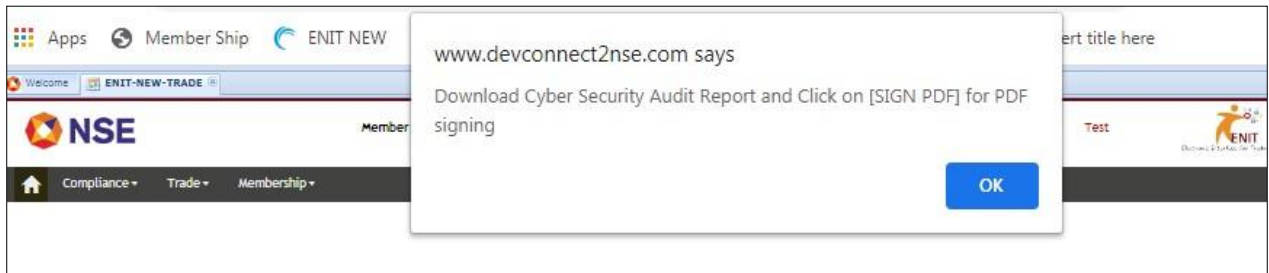 Apps Member Ship ENIT NEW ert title here
www.devconnect2nse.com says
Download Cyber Security Audit Report and Click on [SIGN PDF] for PDF
signing
OK
Welcome ENIT-NEW-TRADE
NSE Member Test ENIT
Compliance Trade Membership